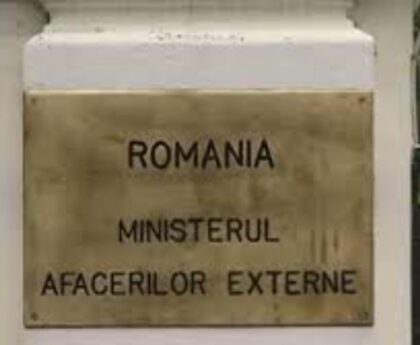 ROMANIA
MINISTERUL
AFACERILOR EXTERNE